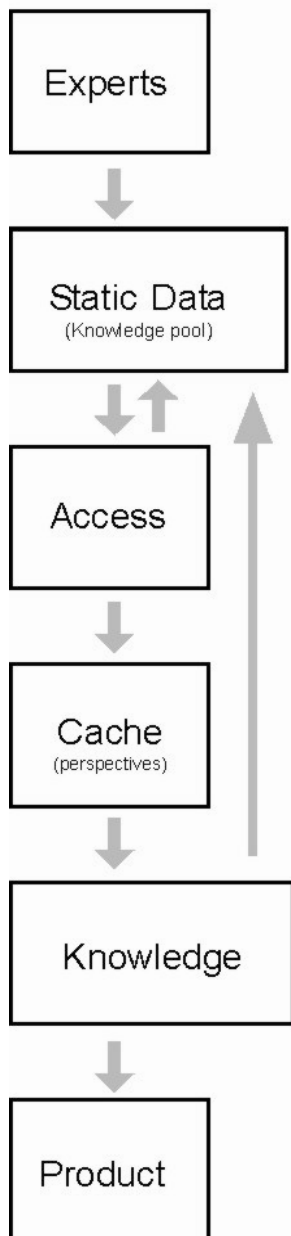 Experts
Static Data
(Knowledge pool)
Access
Cache
(perspectives)
Knowledge
Product